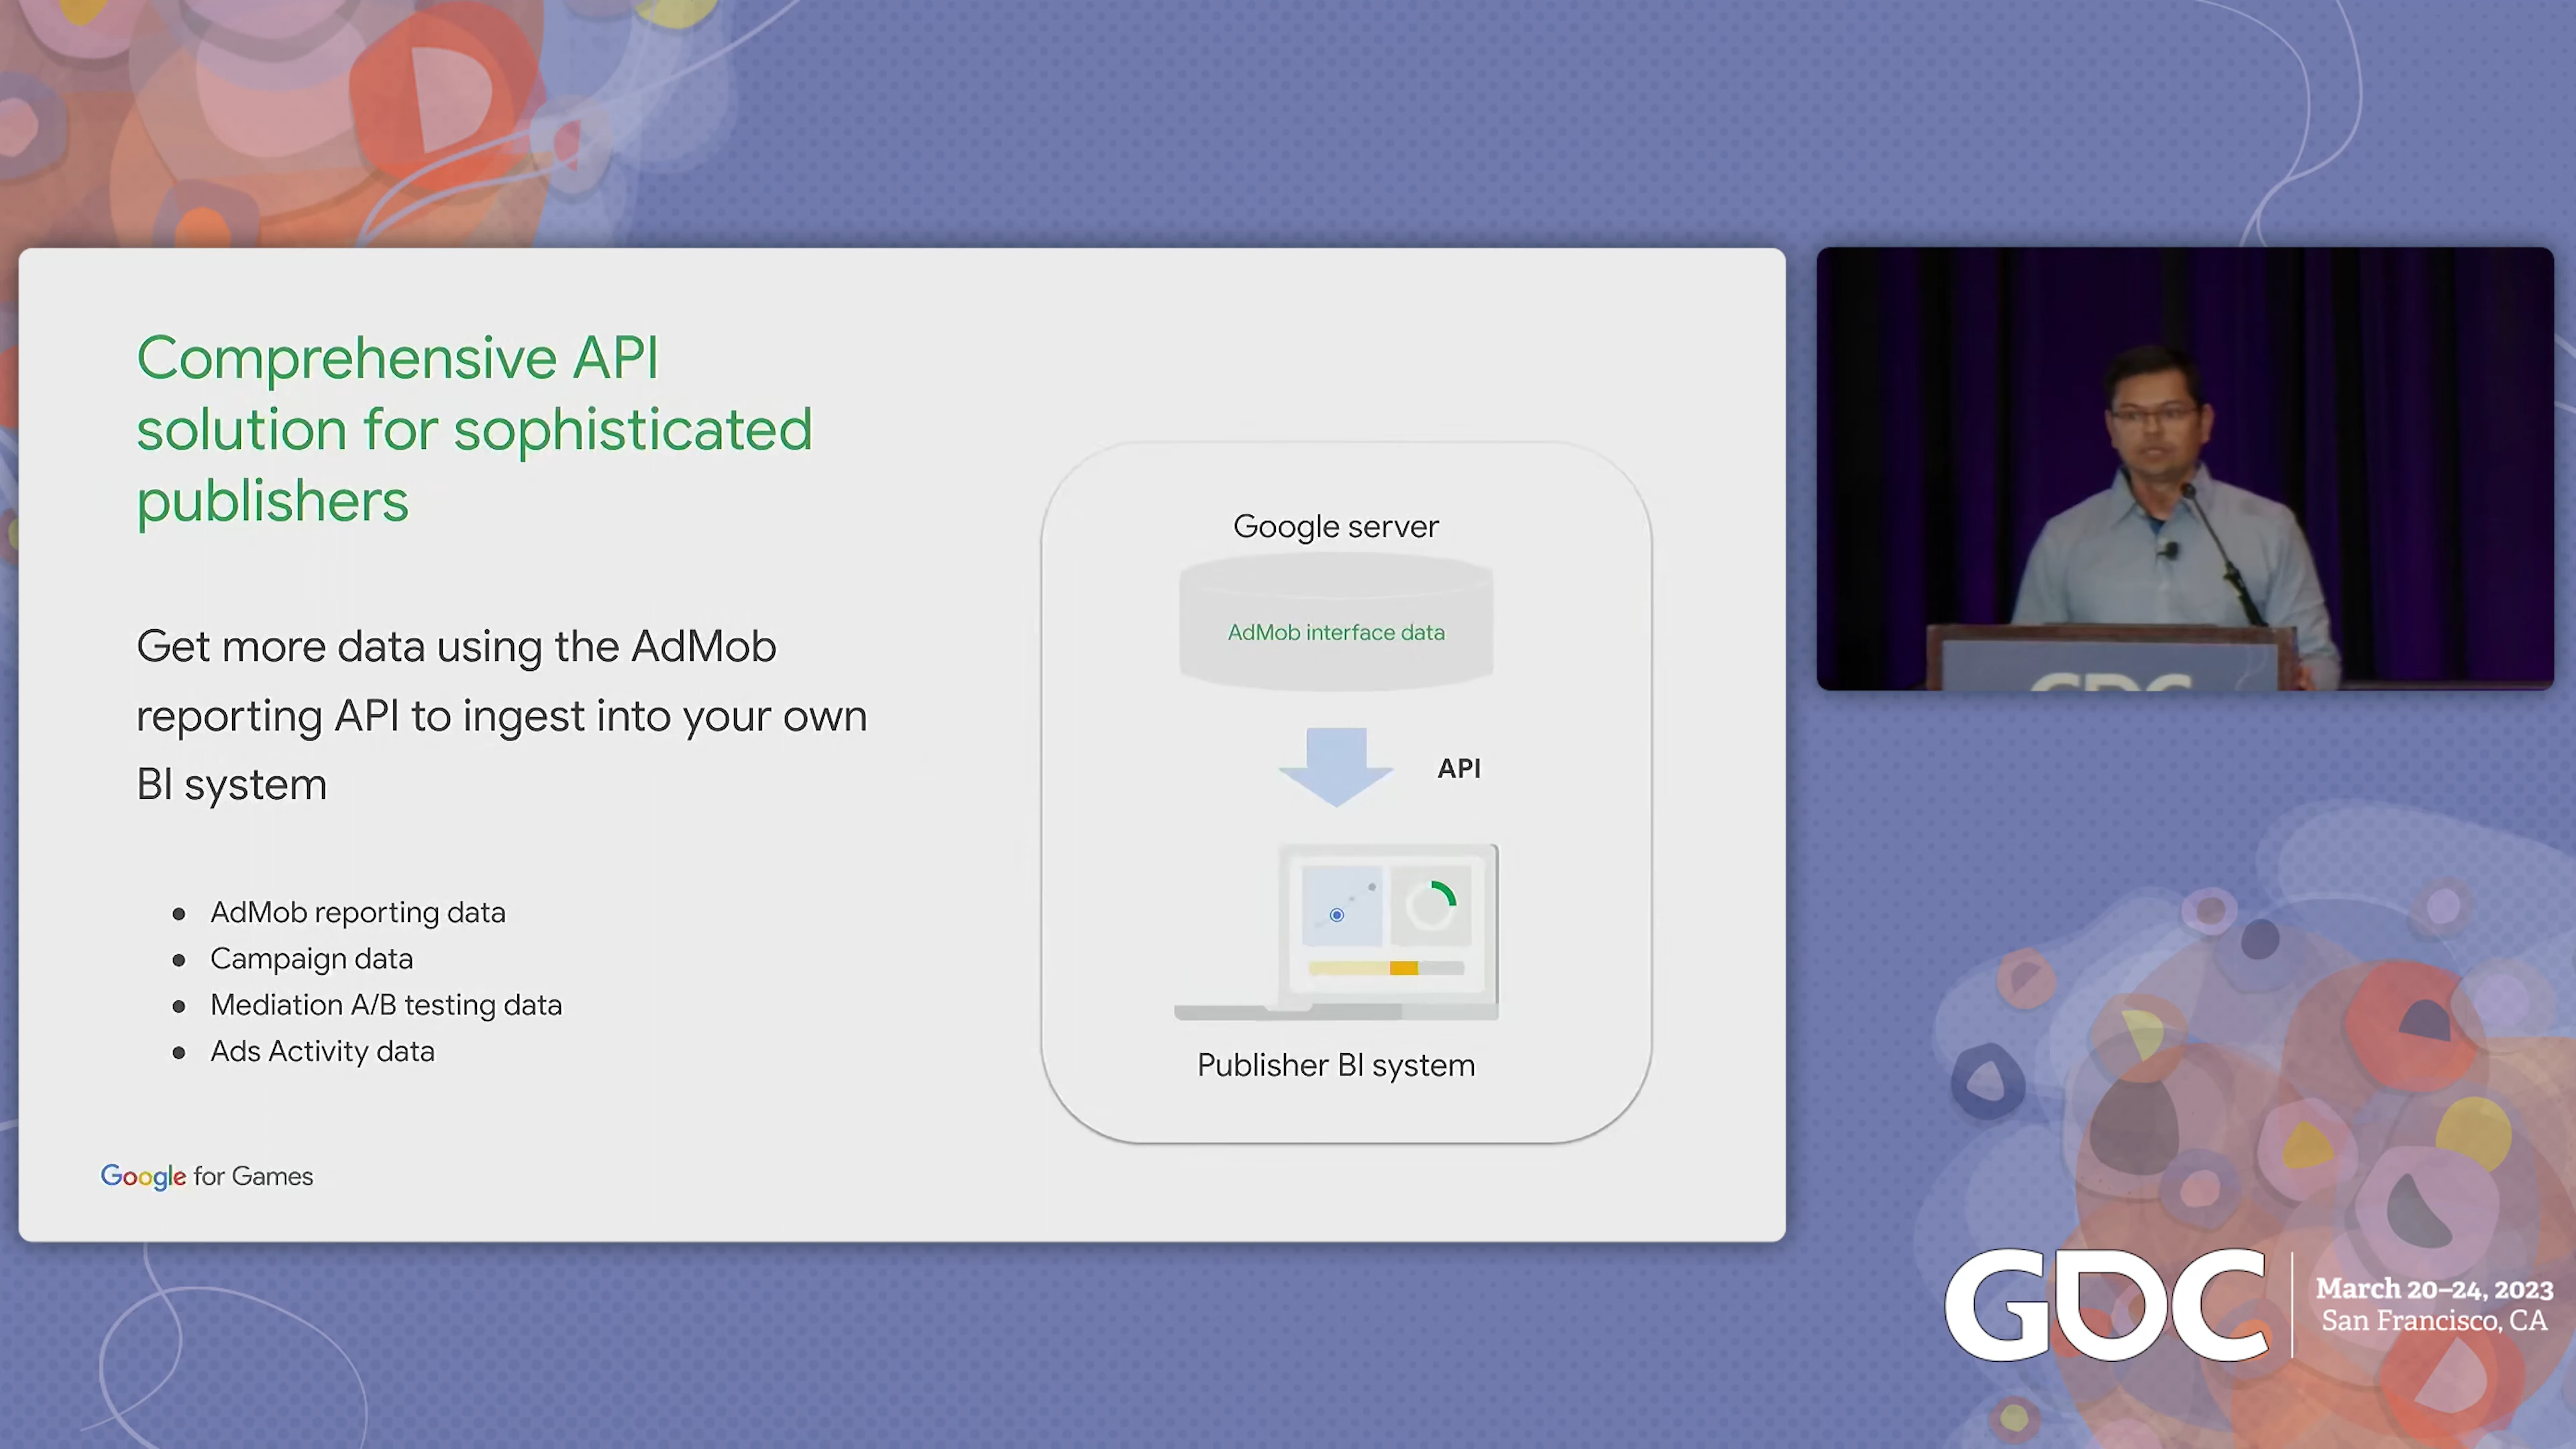 Comprehensive API
solution for sophisticated
publishers
Get more data using the AdMob
reporting API to ingest into your own
BI system
● AdMob reporting data
● Campaign data
● Mediation A/B testing data
● Ads Activity data
Google for Games
Google server
AdMob interface data
API
Publisher BI system
GDC
GDC
March 20–24, 2023
San Francisco, CA